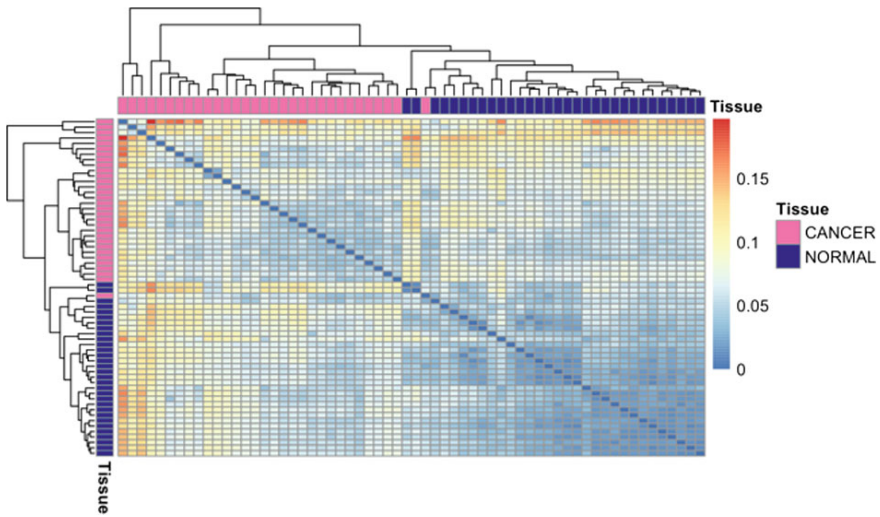 Tissue
0.15
0.1
0.05
0
Tissue
CANCER
NORMAL
Tissue